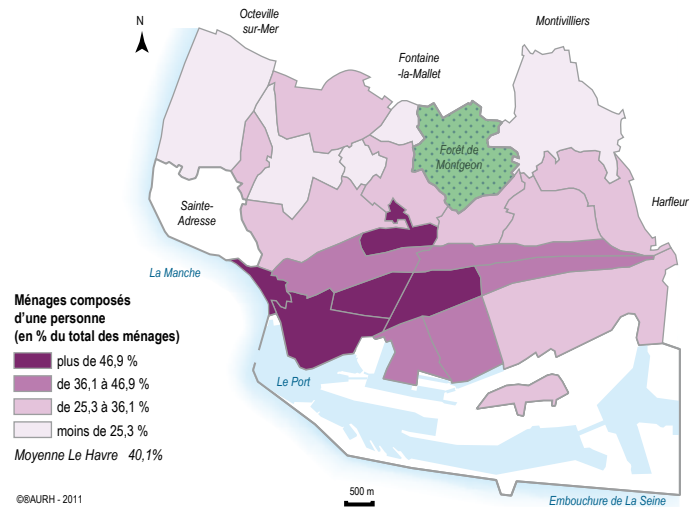 N
Octeville
sur-Mer
Montivilliers
Fontaine
-la-Mallet
Forêt de
Montgeon
Sainte-
Adresse
Harfleur
La Manche
Ménages composés
d'une personne
(en % du total des ménages)
plus de 46,9 %
de 36,1 à 46,9 %
de 25,3 à 36,1 %
moins de 25,3 %
Moyenne Le Havre 40,1%
Le Port
©®AURH - 2011
500 m
Embouchure de La Seine